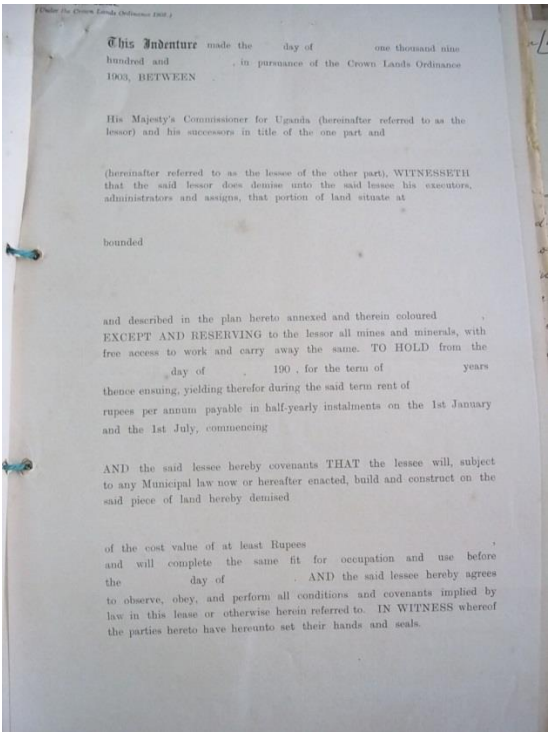 (Under the Crown Lands Ordinance 1903.)
This Indenture made the day of one thousand nine
hundred and , in pursuance of the Crown Lands Ordinance
1903, BETWEEN
His Majesty's Commissioner for Uganda (hereinafter referred to as the
lessor) and his successors in title of the one part and
(hereinafter referred to as the lessee of the other part), WITNESSETH
that the said lessor does demise unto the said lessee his executors,
administrators and assigns, that portion of land situate at
bounded
and described in the plan hereto annexed and therein coloured ,
EXCEPT AND RESERVING to the lessor all mines and minerals, with
free access to work and carry away the same. TO HOLD from the
day of 190 , for the term of years
thence ensuing, yielding therefor during the said term rent of
rupees per annum payable in half-yearly instalments on the 1st January
and the 1st July, commencing
AND the said lessee hereby covenants THAT the lessee will, subject
to any Municipal law now or hereafter enacted, build and construct on the
said piece of land hereby demised
of the cost value of at least Rupees ,
and will complete the same fit for occupation and use before
the day of . AND the said lessee hereby agrees
to observe, obey, and perform all conditions and covenants implied by
law in this lease or otherwise herein referred to. IN WITNESS whereof
the parties hereto have hereunto set their hands and seals.